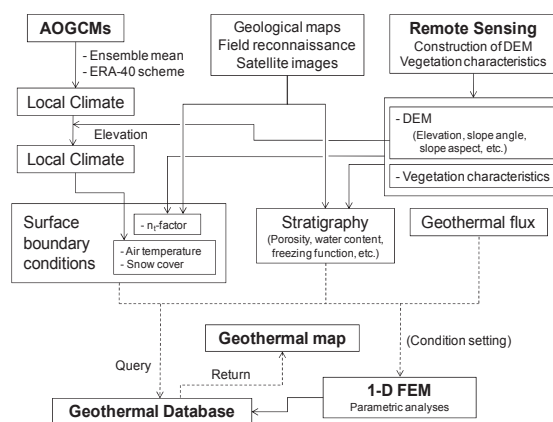 AOGCMs
- Ensemble mean
- ERA-40 scheme
Local Climate
Elevation
Local Climate
Geological maps
Field reconnaissance
Satellite images
Remote Sensing
Construction of DEM
Vegetation characteristics
- DEM
(Elevation, slope angle,
slope aspect, etc.)
- Vegetation characteristics
Surface
boundary
conditions
- nt-factor
- Air temperature
- Snow cover
Stratigraphy
(Porosity, water content,
freezing function, etc.)
Geothermal flux
Geothermal map
(Condition setting)
Query
Return
Geothermal Database
1-D FEM
Parametric analyses